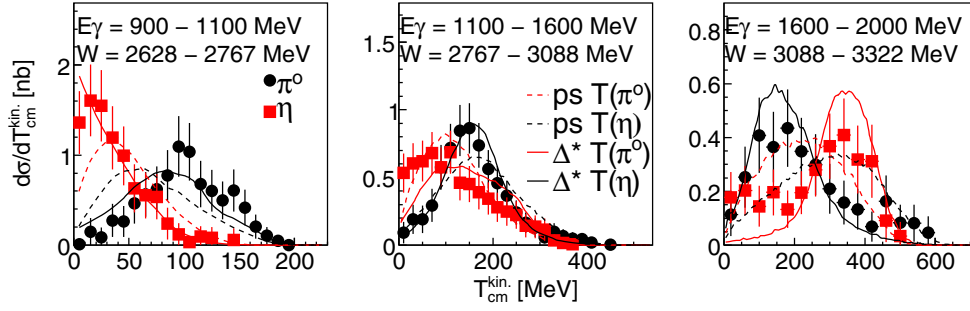 Eγ = 900 – 1100 MeV
W = 2628 – 2767 MeV
π⁰
η
Eγ = 1100 – 1600 MeV
W = 2767 – 3088 MeV
ps T(π⁰)
ps T(η)
Δ* T(π⁰)
Δ* T(η)
Eγ = 1600 – 2000 MeV
W = 3088 – 3322 MeV
dσ/dT^kin._cm [nb]
2
1
0
0 50 100 150 200
1.5
1
0.5
0
0 200 400
0.8
0.6
0.4
0.2
0
0 200 400 600
T^kin._cm [MeV]